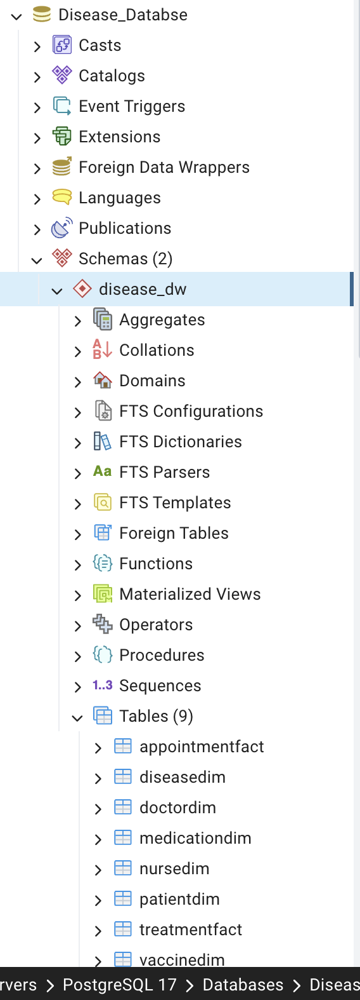 Disease_Databse
Casts
Catalogs
Event Triggers
Extensions
Foreign Data Wrappers
Languages
Publications
Schemas (2)
disease_dw
Aggregates
A
B
Collations
Domains
FTS Configurations
FTS Dictionaries
Aa FTS Parsers
FTS Templates
Foreign Tables
Functions
Materialized Views
Operators
Procedures
1..3 Sequences
Tables (9)
appointmentfact
diseasedim
doctordim
medicationdim
nursedim
patientdim
treatmentfact
vaccinedim
rvers > PostgreSQL 17 > Databases > Diseas